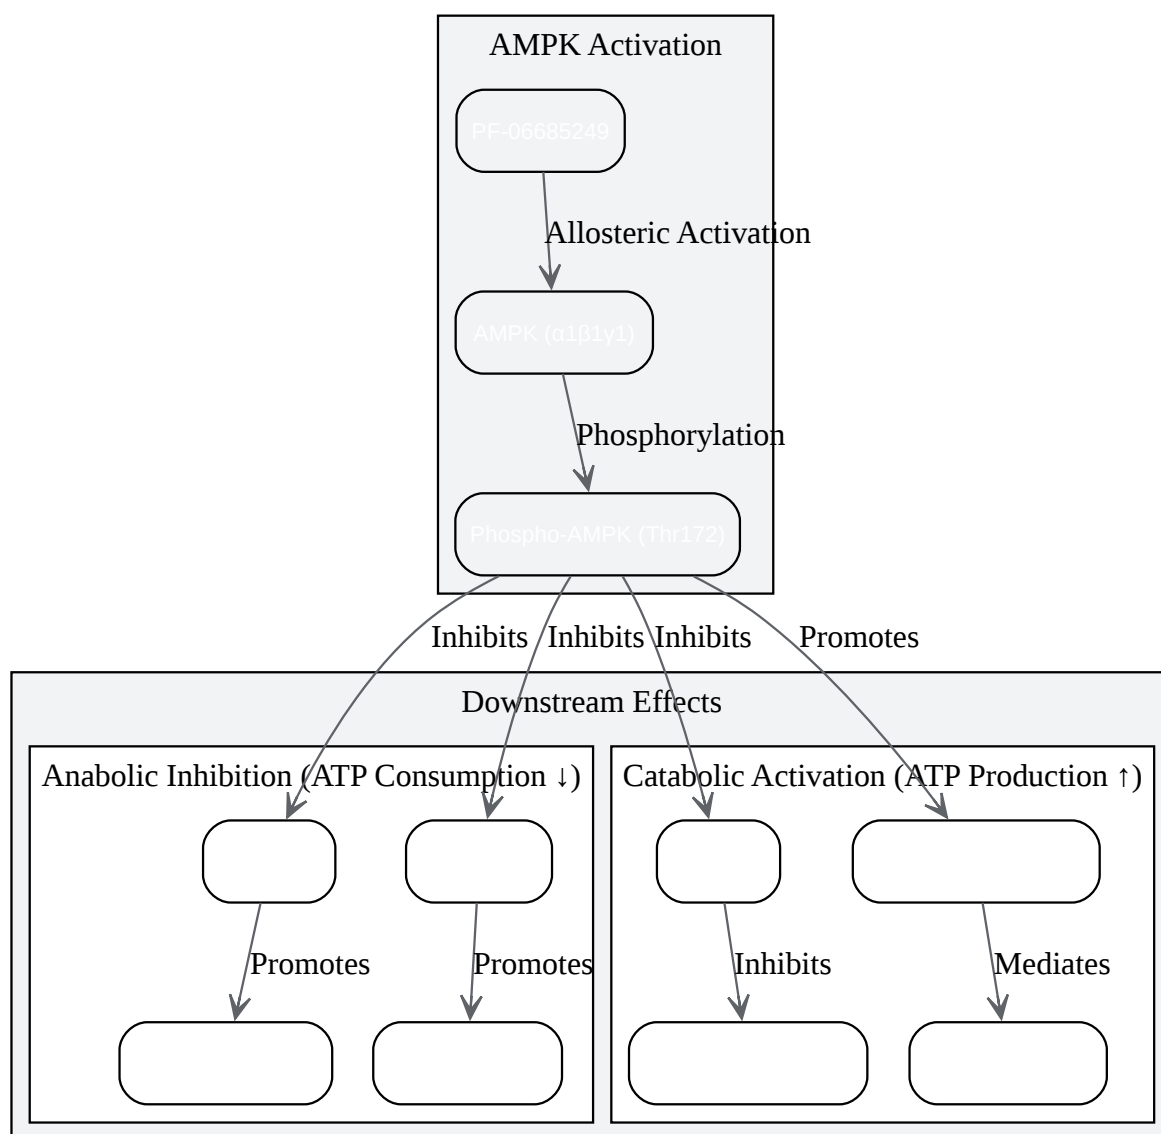 AMPK Activation
PF-06685249
Allosteric Activation
AMPK (α1β1γ1)
Phosphorylation
Phospho-AMPK (Thr172)
Inhibits
Inhibits
Inhibits
Promotes
Downstream Effects
Anabolic Inhibition (ATP Consumption ↓)
Catabolic Activation (ATP Production ↑)
Promotes
Promotes
Inhibits
Mediates